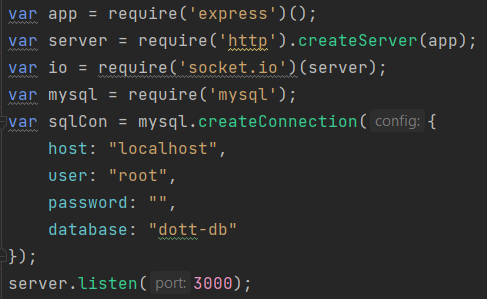 var app = require('express')();
var server = require('http').createServer(app);
var io = require('socket.io')(server);
var mysql = require('mysql');
var sqlCon = mysql.createConnection( config: {
    host: "localhost",
    user: "root",
    password: "",
    database: "dott-db"
});
server.listen( port: 3000);